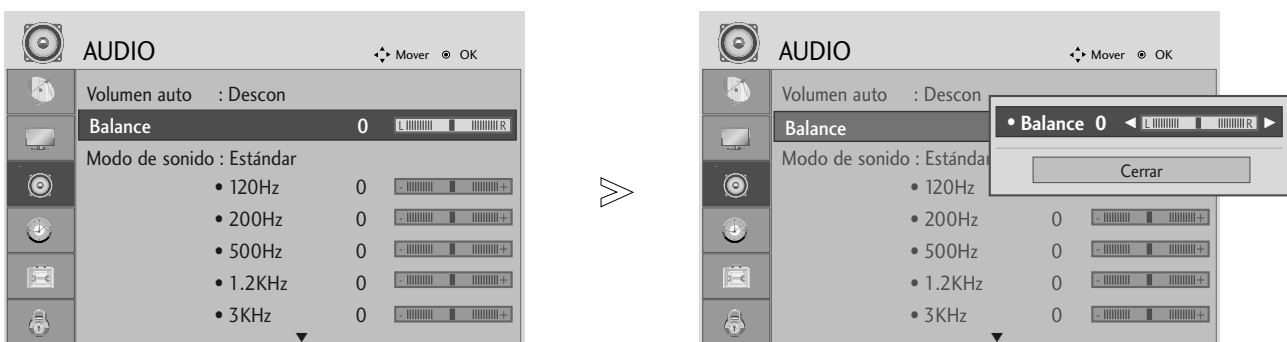 AUDIO
Mover OK
Volumen auto : Descon
Balance 0 L R
Modo de sonido : Estándar
• 120Hz 0 - +
• 200Hz 0 - +
• 500Hz 0 - +
• 1.2KHz 0 - +
• 3KHz 0 - +
AUDIO
Mover OK
Volumen auto : Descon
Balance
• Balance 0 L R
Modo de sonido : Estándar
Cerrar
• 120Hz
• 200Hz 0 - +
• 500Hz 0 - +
• 1.2KHz 0 - +
• 3KHz 0 - +